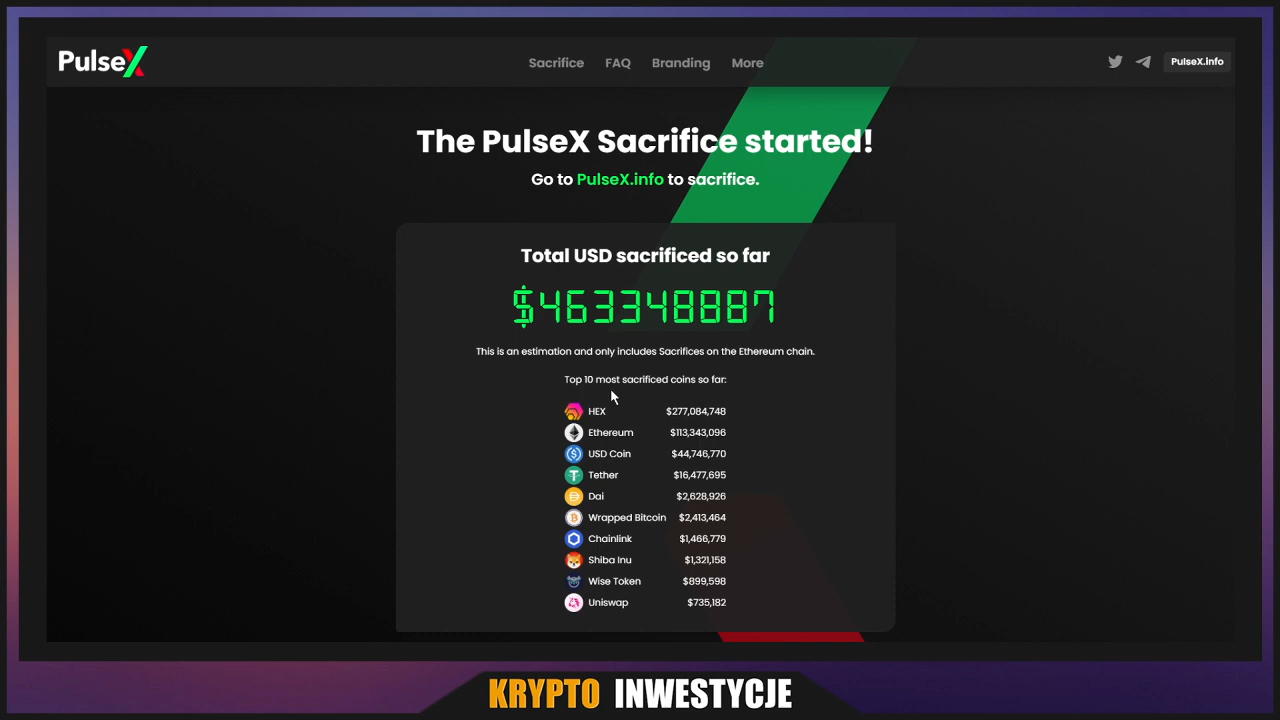 PulseX
Sacrifice FAQ Branding More
PulseX.info
The PulseX Sacrifice started!
Go to PulseX.info to sacrifice.
Total USD sacrificed so far
$463348887
This is an estimation and only includes Sacrifices on the Ethereum chain.
Top 10 most sacrificed coins so far:
HEX $277,084,748
Ethereum $113,343,096
USD Coin $44,746,770
Tether $16,477,695
Dai $2,628,926
Wrapped Bitcoin $2,413,464
Chainlink $1,466,779
Shiba Inu $1,321,158
Wise Token $899,598
Uniswap $735,182
KRYPTO INWESTYCJE